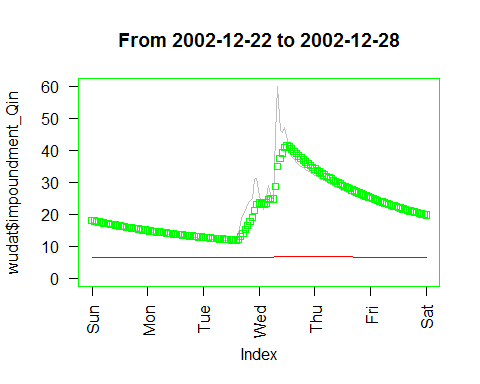 From 2002-12-22 to 2002-12-28
wudat$impoundment_Qin
60
50
40
30
20
10
0
Sun
Mon
Tue
Wed
Thu
Fri
Sat
Index